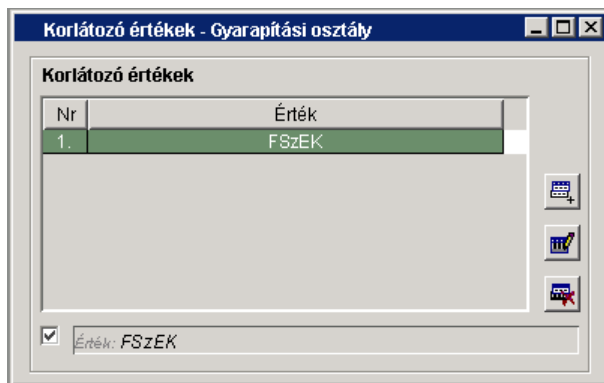 Korlátozó értékek - Gyarapítási osztály
Korlátozó értékek
Nr Érték
1. FSzEK
Érték: FSzEK